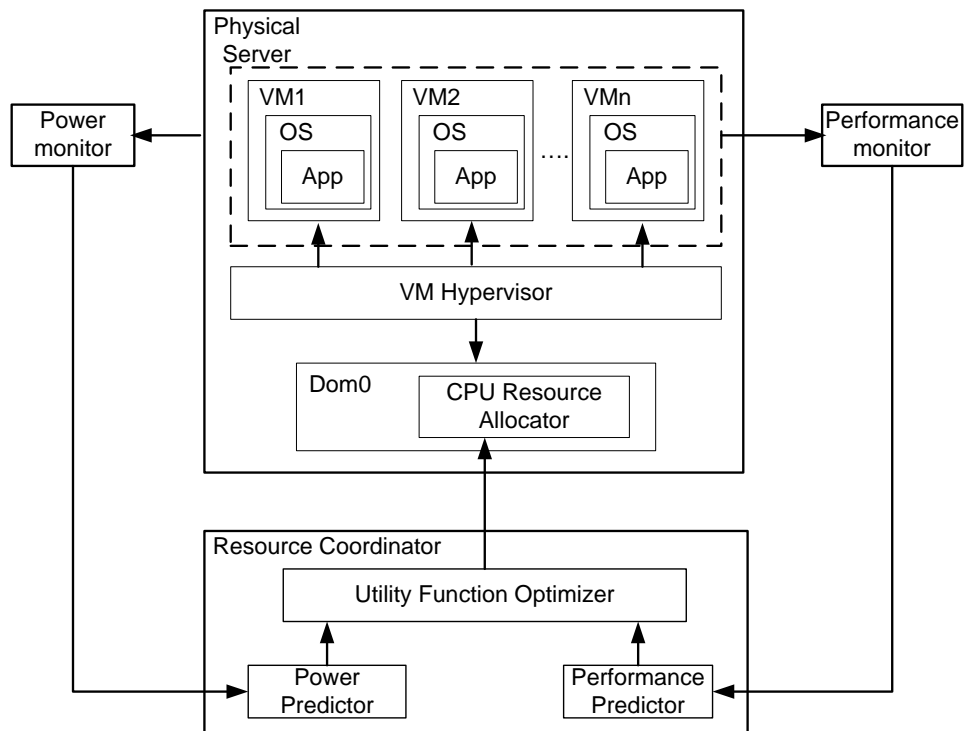 Physical
Server
VM1
VM2
VMn
OS
OS
OS
App
App
App
....
Power
monitor
Performance
monitor
VM Hypervisor
Dom0
CPU Resource
Allocator
Resource Coordinator
Utility Function Optimizer
Power
Predictor
Performance
Predictor